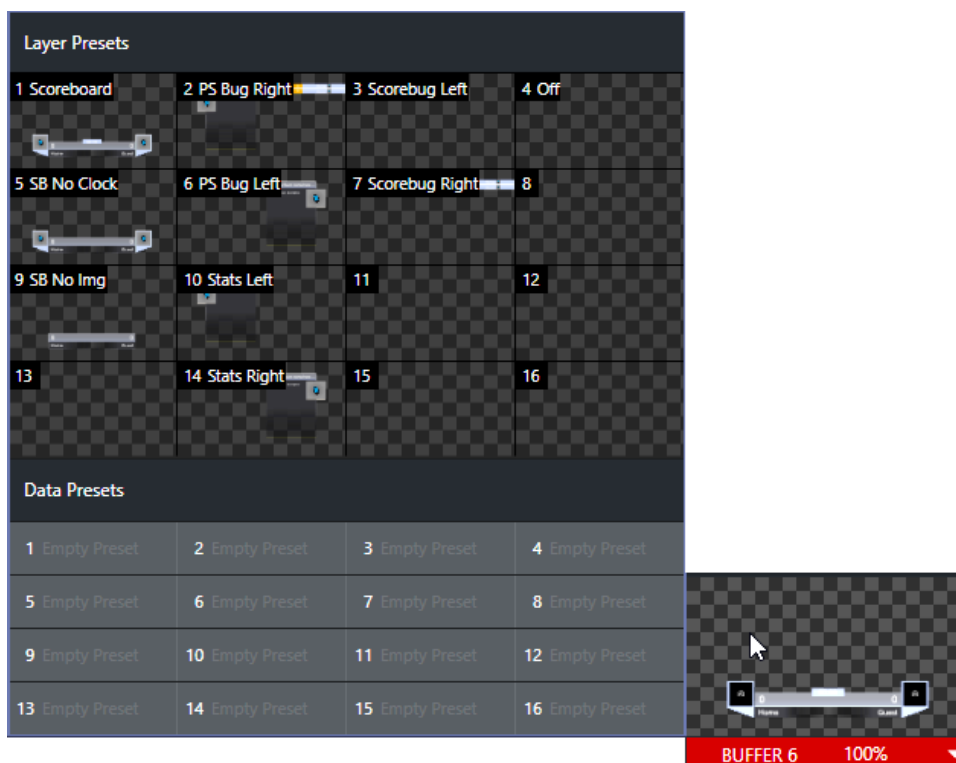 Layer Presets
1 Scoreboard
2 PS Bug Right
3 Scorebug Left
4 Off
5 SB No Clock
6 PS Bug Left
7 Scorebug Right
8
9 SB No Img
10 Stats Left
11
12
13
14 Stats Right
15
16
Data Presets
1 Empty Preset
2 Empty Preset
3 Empty Preset
4 Empty Preset
5 Empty Preset
6 Empty Preset
7 Empty Preset
8 Empty Preset
9 Empty Preset
10 Empty Preset
11 Empty Preset
12 Empty Preset
13 Empty Preset
14 Empty Preset
15 Empty Preset
16 Empty Preset
0 0
Home Guest
BUFFER 6 100%